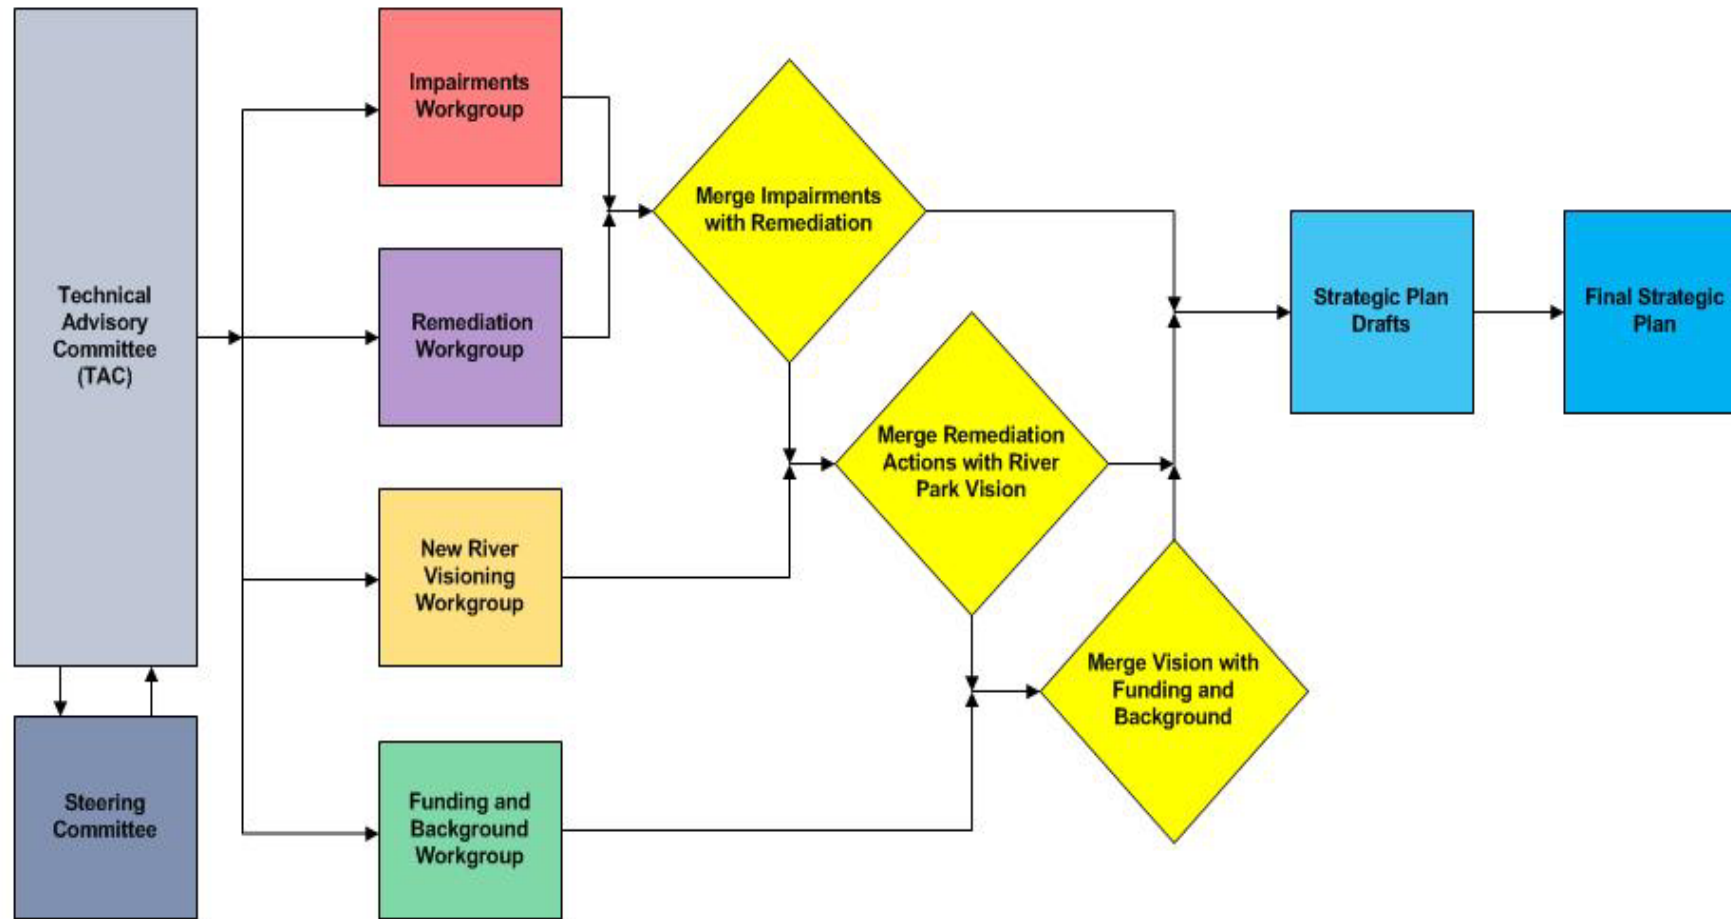 Technical
Advisory
Committee
(TAC)
Steering
Committee
Impairments
Workgroup
Remediation
Workgroup
New River
Visioning
Workgroup
Funding and
Background
Workgroup
Merge Impairments
with Remediation
Merge Remediation
Actions with River
Park Vision
Merge Vision with
Funding and
Background
Strategic Plan
Drafts
Final Strategic
Plan